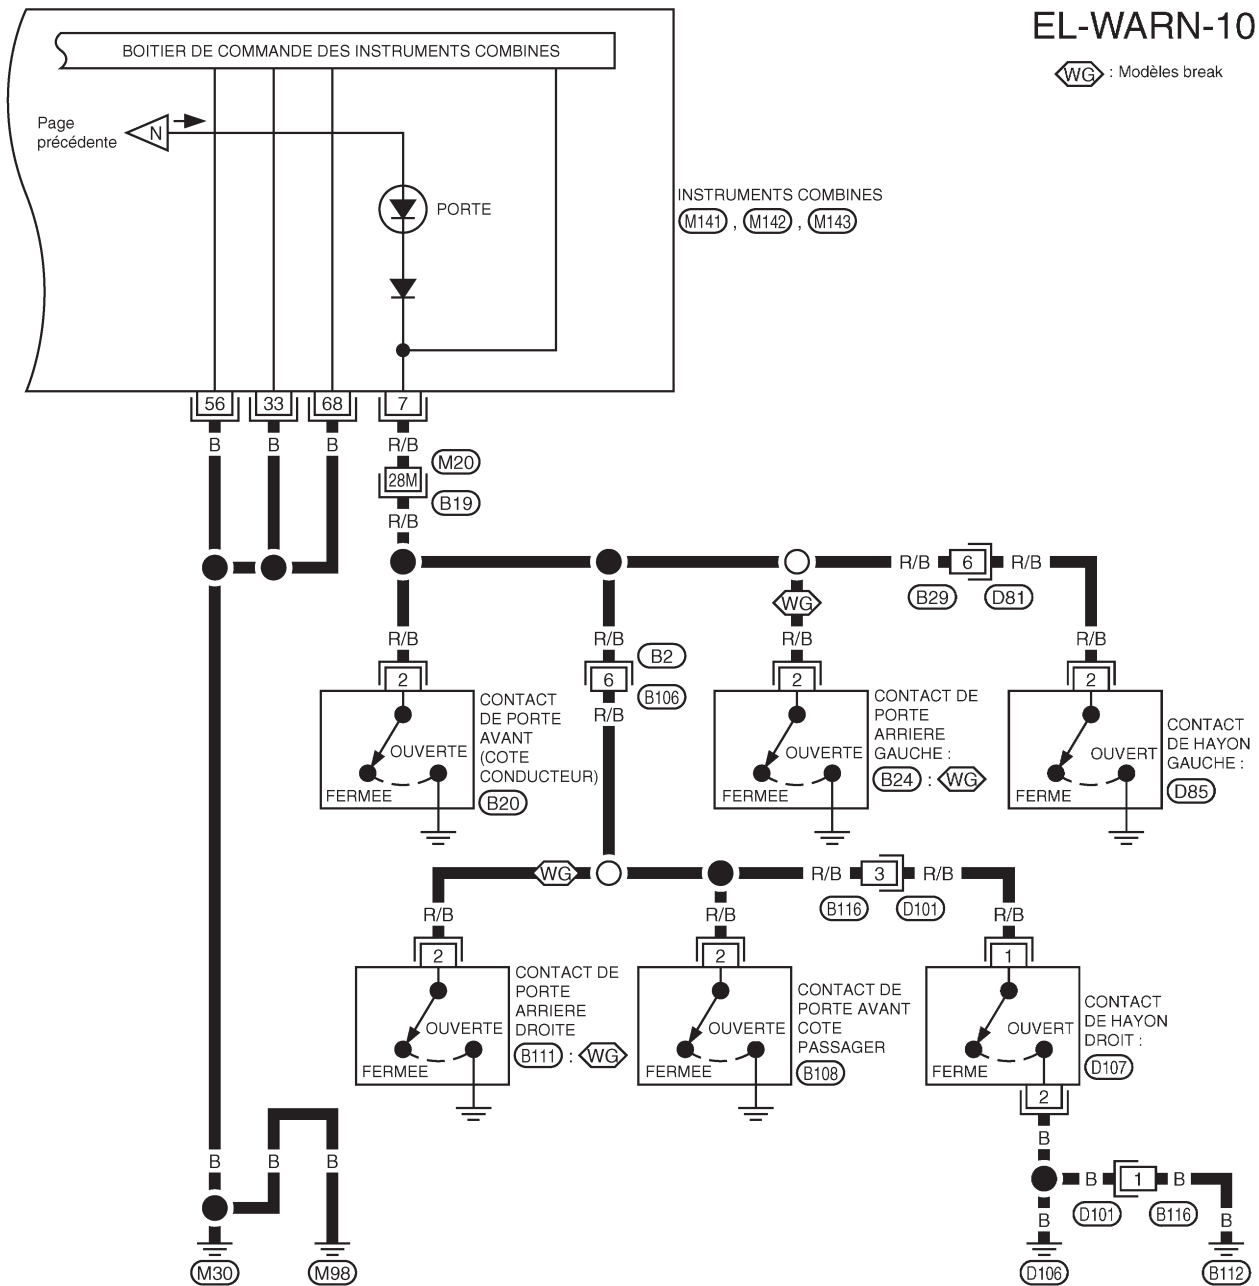 EL-WARN-10
WG : Modèles break
BOITIER DE COMMANDE DES INSTRUMENTS COMBINES
Page
précédente
N
PORTE
INSTRUMENTS COMBINES
M141 , M142 , M143
56 33 68 7
B B B R/B
M20
28M
B19
R/B
R/B 6 R/B
B29 D81
WG
R/B R/B R/B R/B
B2
2 6 2 2
B106
R/B
CONTACT
DE PORTE
AVANT
(COTE
CONDUCTEUR)
B20
OUVERTE
FERMEE
CONTACT DE
PORTE
ARRIERE
GAUCHE :
B24 : WG
OUVERTE
FERMEE
CONTACT
DE HAYON
GAUCHE :
D85
OUVERT
FERME
WG
R/B 3 R/B
B116 D101
R/B R/B R/B
2 2 1
CONTACT DE
PORTE
ARRIERE
DROITE
B111 : WG
OUVERTE
FERMEE
CONTACT DE
PORTE AVANT
COTE
PASSAGER
B108
OUVERTE
FERMEE
CONTACT
DE HAYON
DROIT :
D107
OUVERT
FERME
2
B
B B B
B 1 B
D101 B116
B B
M30 M98 D106 B112